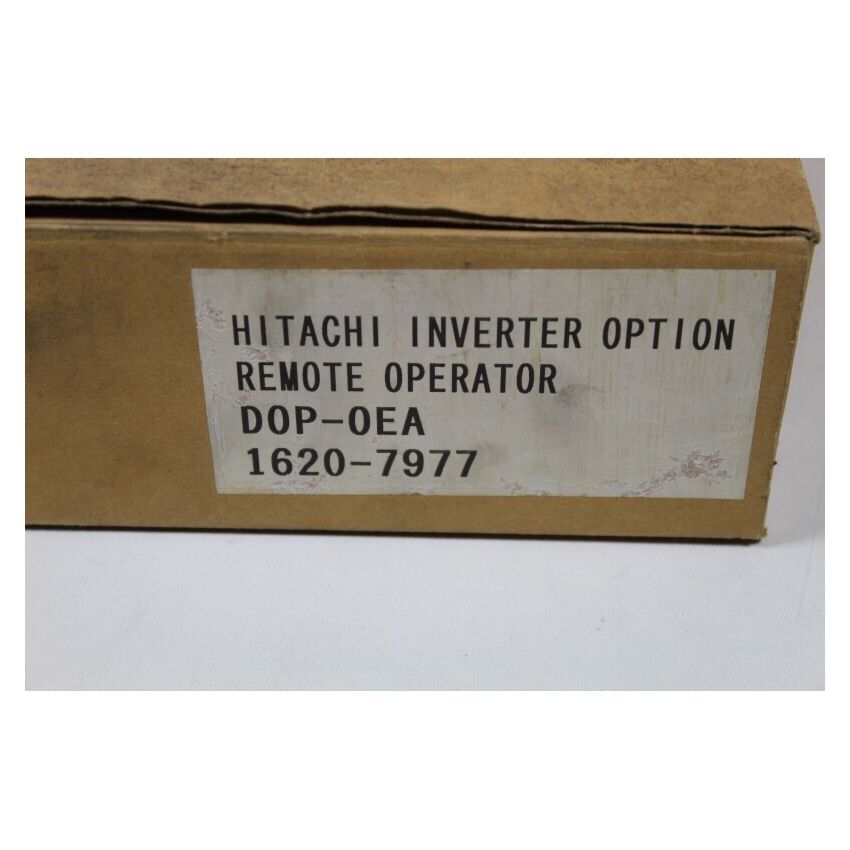 HITACHI INVERTER OPTION
REMOTE OPERATOR
DOP-0EA
1620-7977